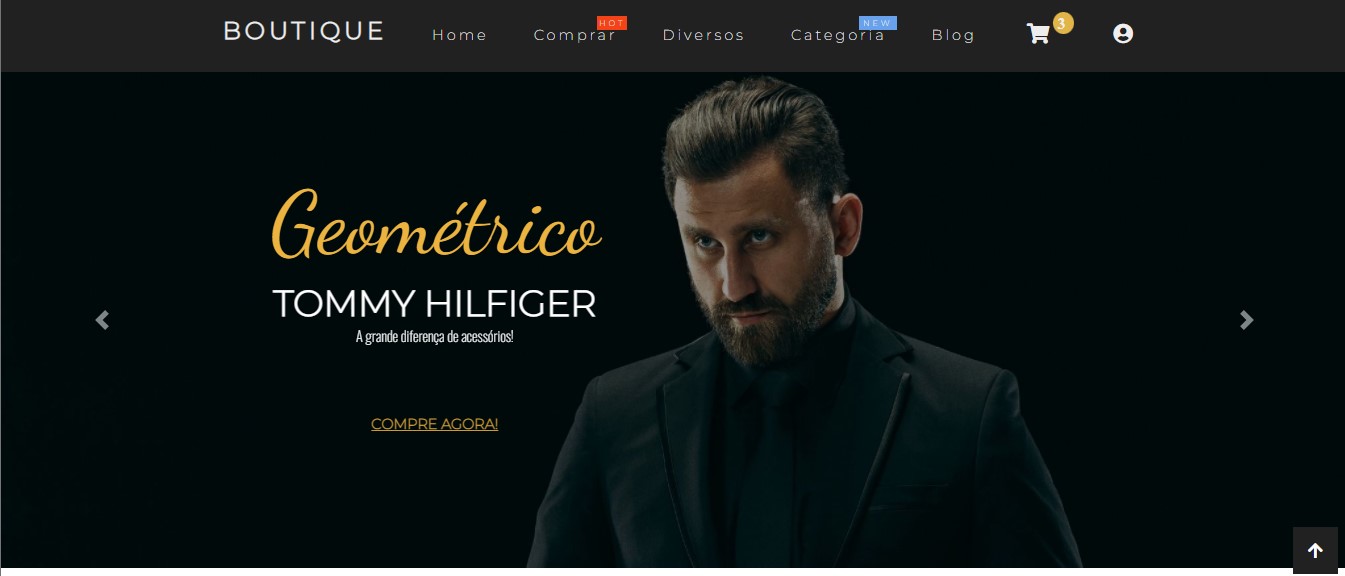 BOUTIQUE
Home
Comprar
HOT
Diversos
Categoria
NEW
Blog
3
Geométrico
TOMMY HILFIGER
A grande diferença de acessórios!
COMPRE AGORA!